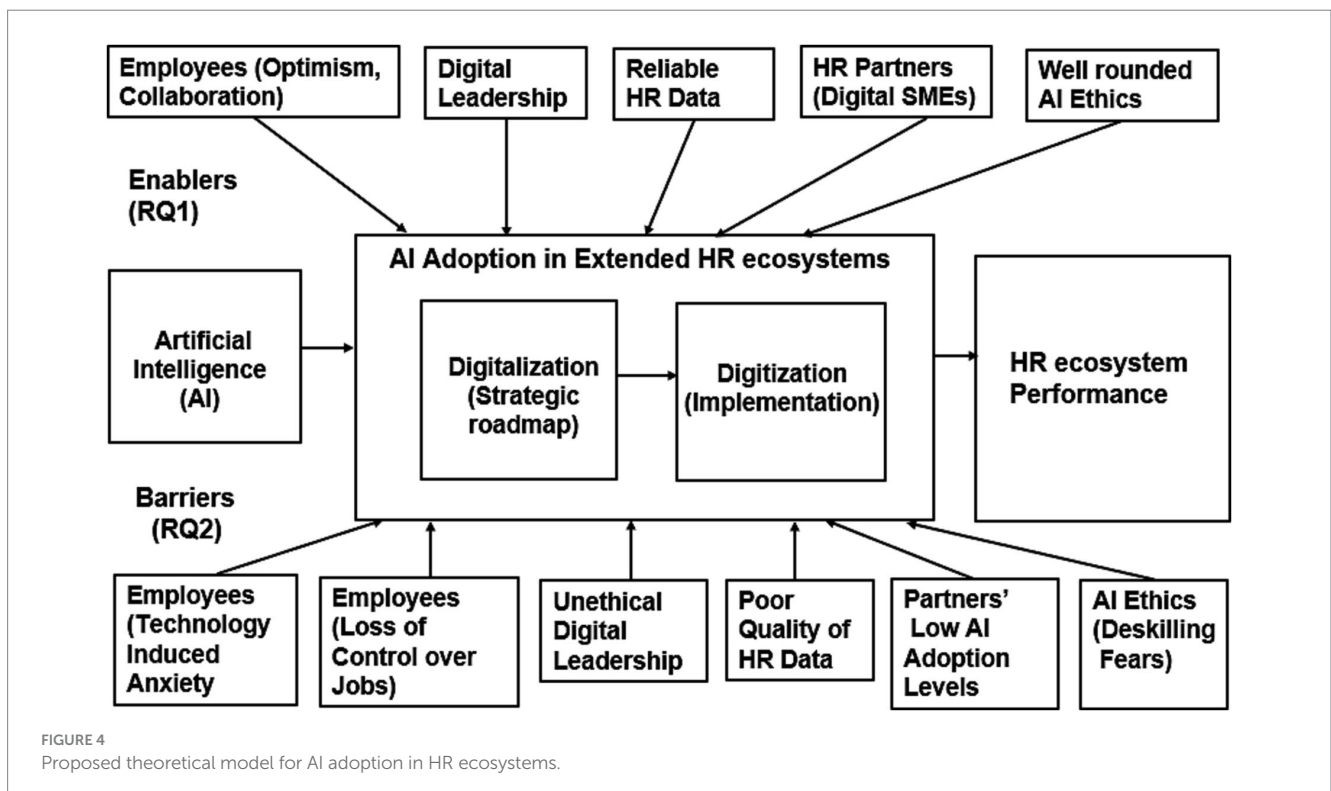 Employees (Optimism,
Collaboration)
Digital
Leadership
Reliable
HR Data
HR Partners
(Digital SMEs)
Well rounded
AI Ethics
Enablers
(RQ1)
AI Adoption in Extended HR ecosystems
Artificial
Intelligence
(AI)
Digitalization
(Strategic
roadmap)
Digitization
(Implementation)
HR ecosystem
Performance
Barriers
(RQ2)
Employees
(Technology
Induced
Anxiety
Employees
(Loss of
Control over
Jobs)
Unethical
Digital
Leadership
Poor
Quality of
HR Data
Partners’
Low AI
Adoption
Levels
AI Ethics
(Deskilling
Fears)
FIGURE 4
Proposed theoretical model for AI adoption in HR ecosystems.